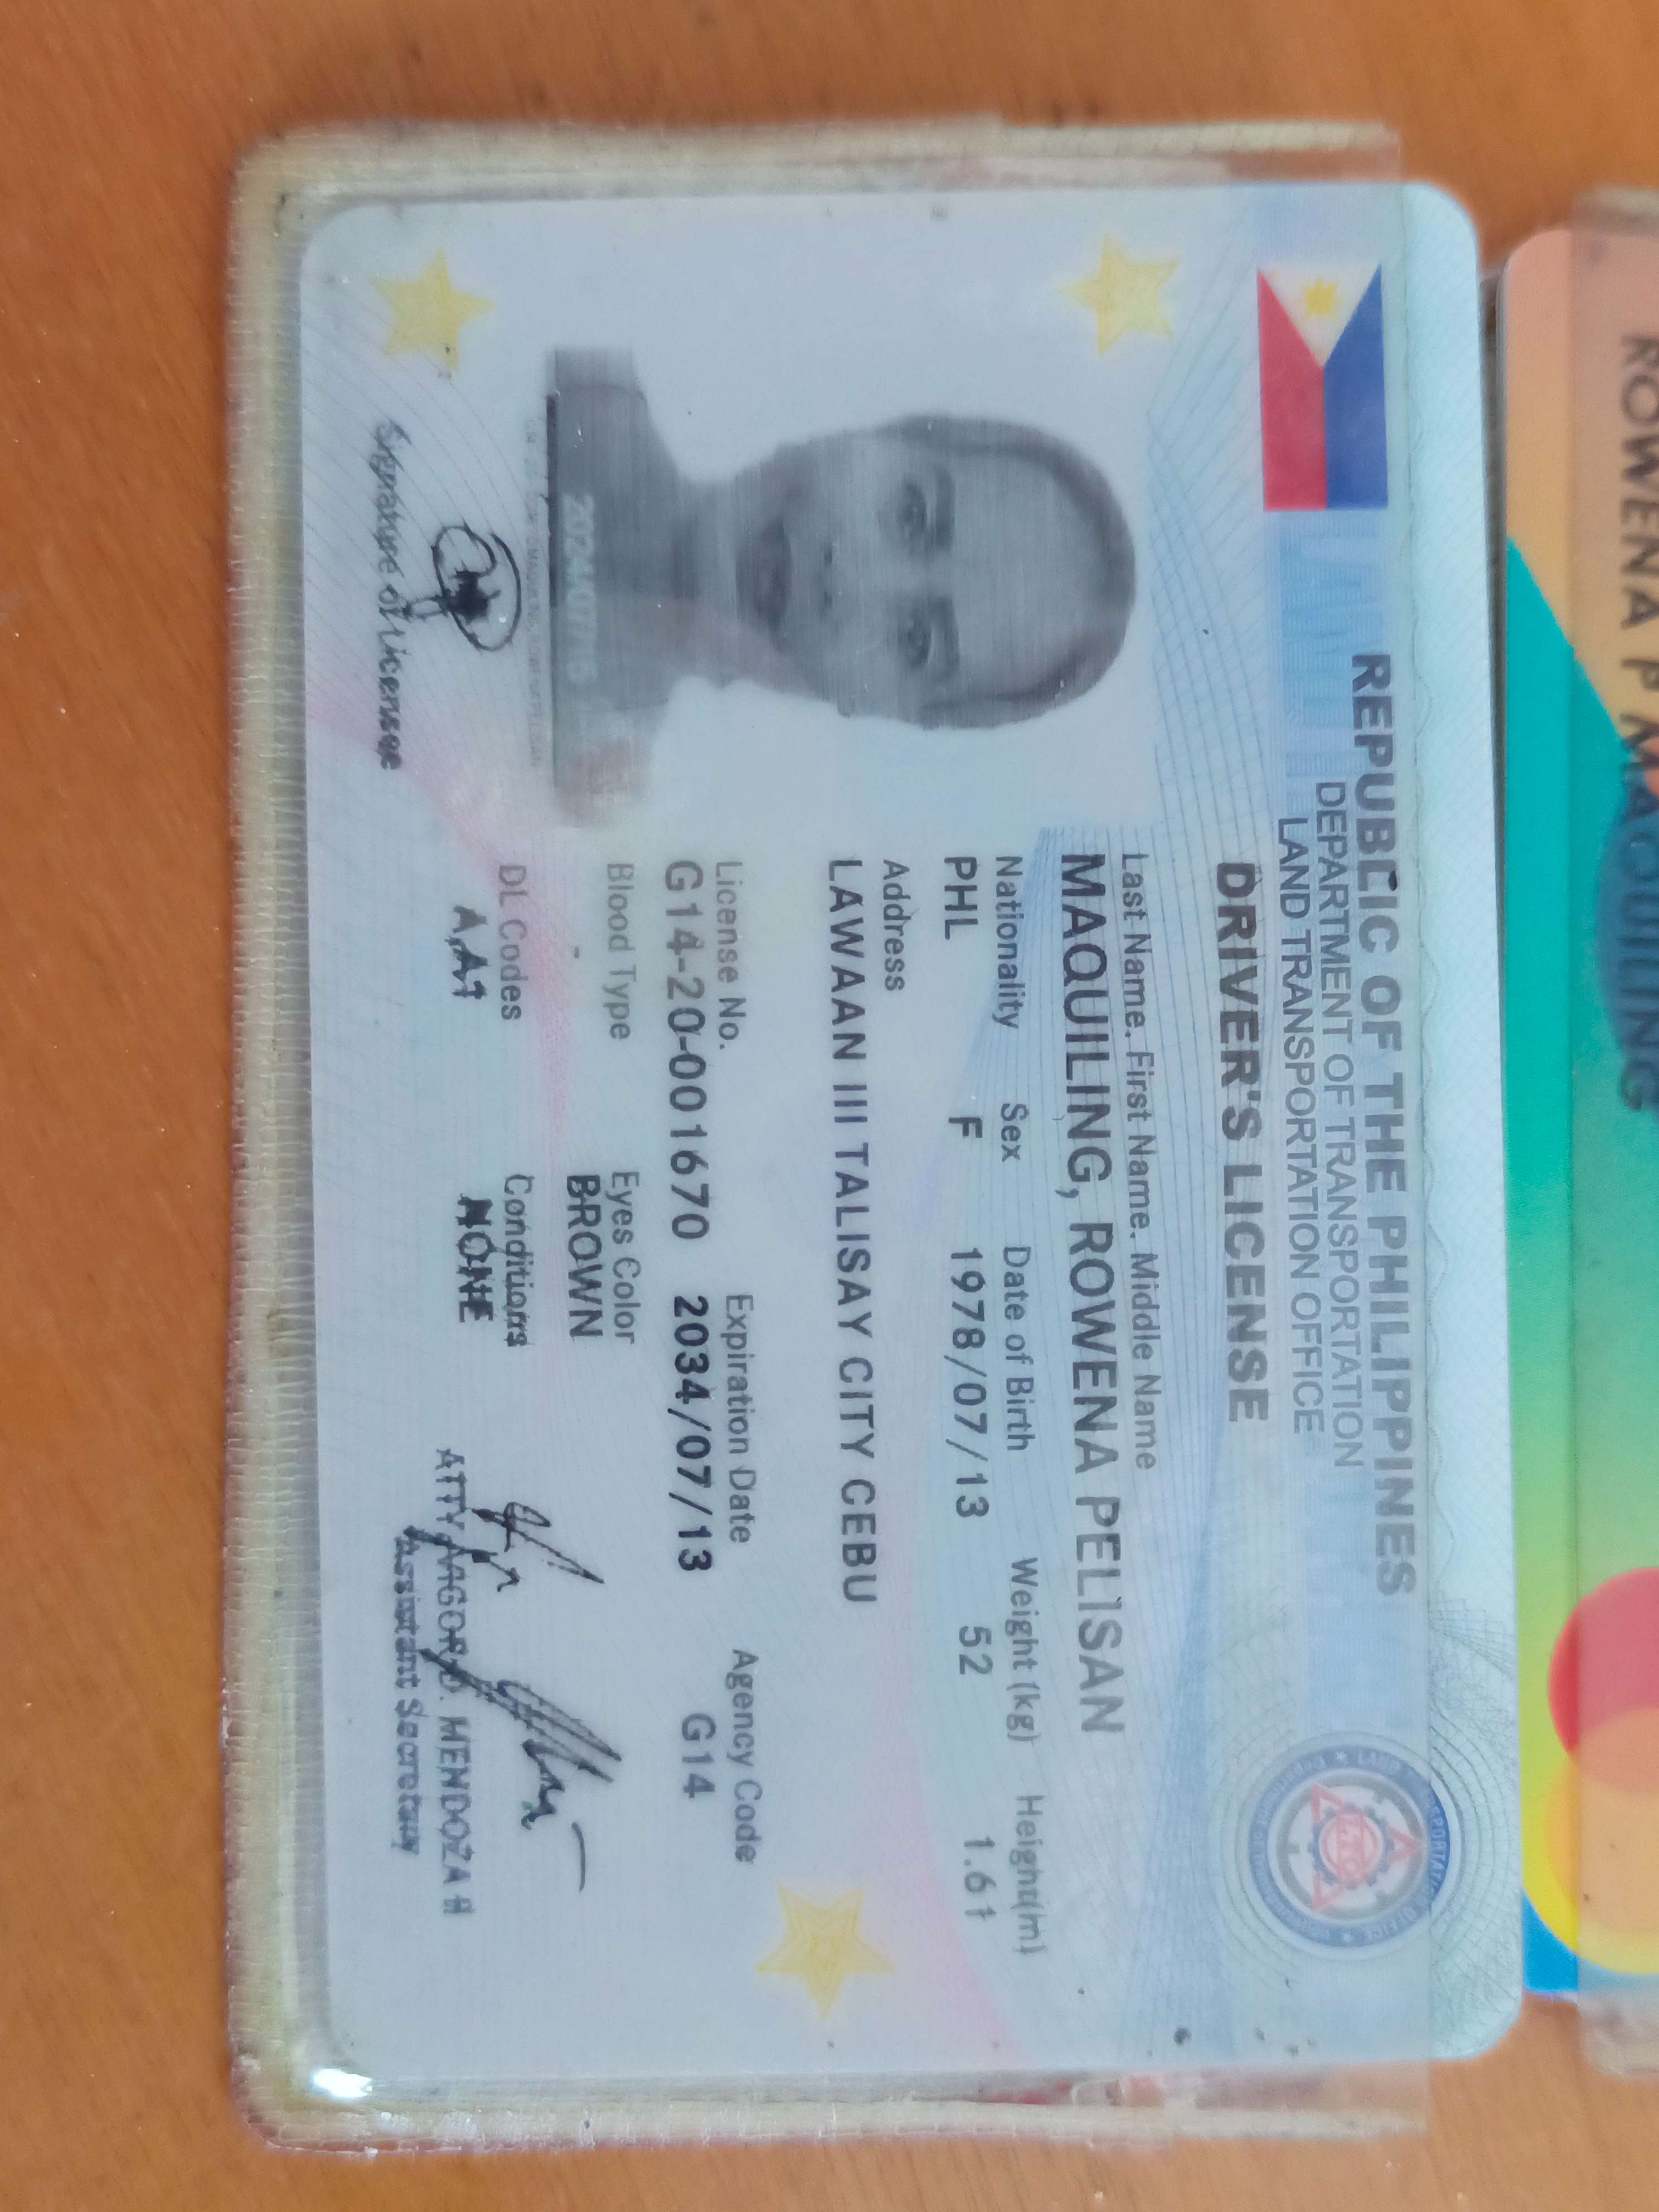 REPUBLIC OF THE PHILIPPINES
DEPARTMENT OF TRANSPORTATION
LAND TRANSPORTATION OFFICE
DRIVER'S LICENSE
Last Name. First Name. Middle Name
MAQUILING, ROWENA PELISAN
Nationality Sex Date of Birth Weight (kg) Height(m)
PHL F 1978/07/13 52 1.61
Address
LAWAAN III TALISAY CITY CEBU
License No. Expiration Date Agency Code
G14-20-001670 2034/07/13 G14
Blood Type Eyes Color
- BROWN
DL Codes Conditions
A,A1 NONE
2024/07/15
Signature of Licensee
ATTY. VIGOR D. MENDOZA II
Assistant Secretary
LTO
ROWENA P MAQUILING